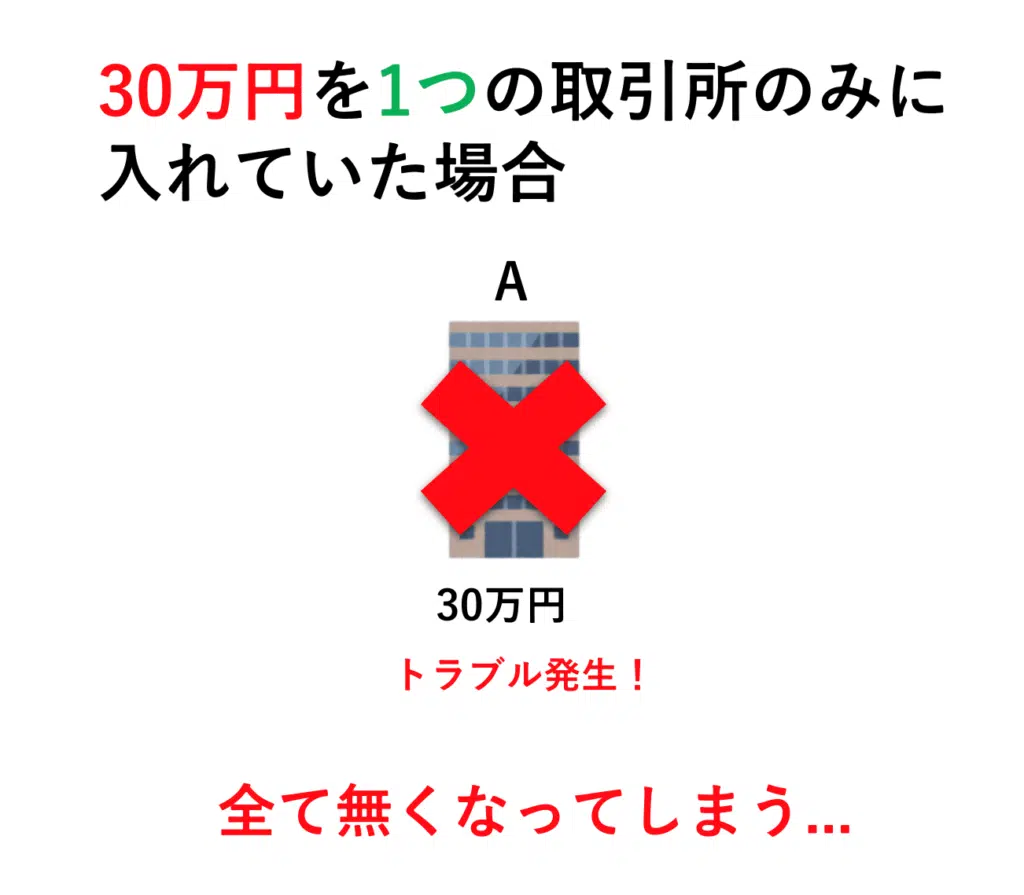 30万円を1つの取引所のみに
入れていた場合
A
30万円
トラブル発生！
全て無くなってしまう...